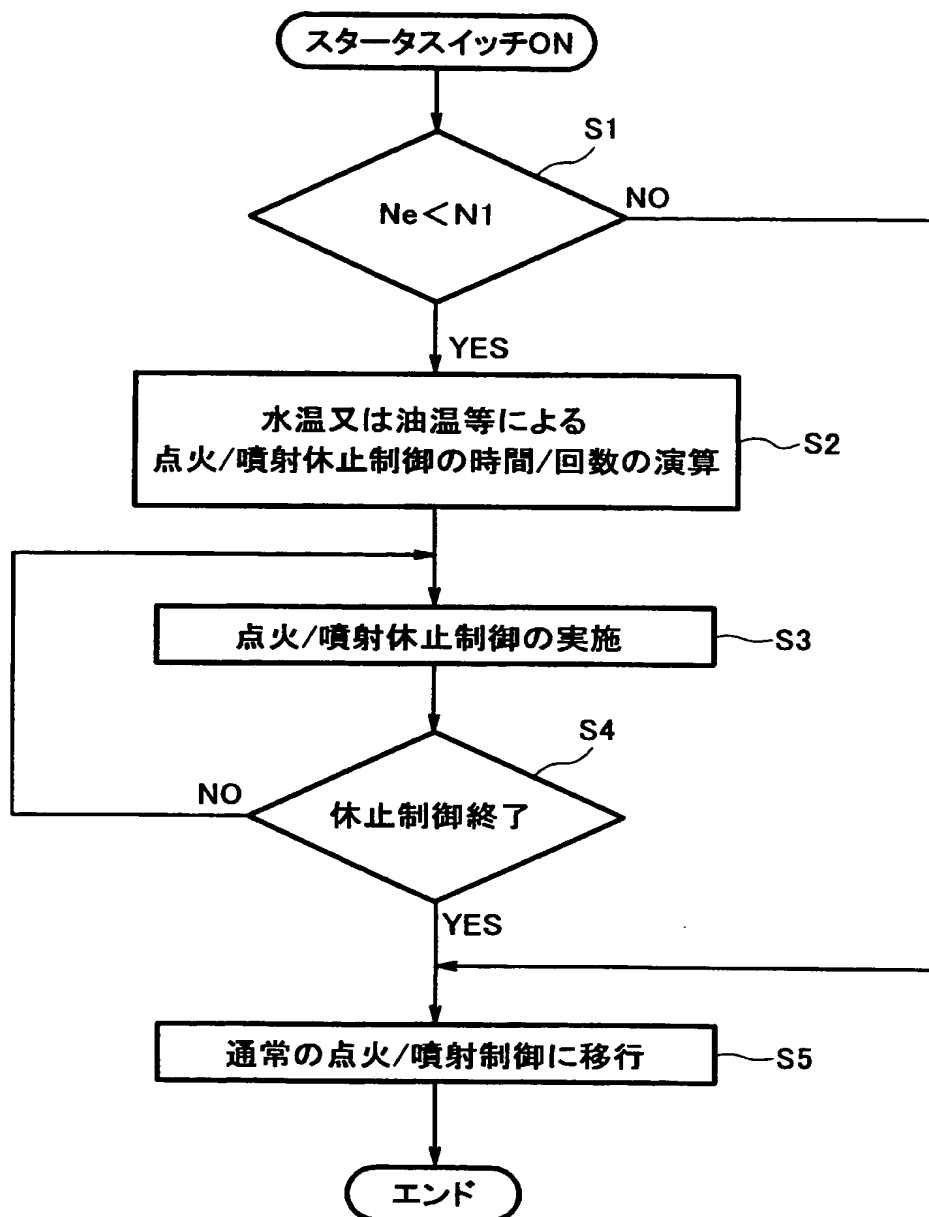 スタータスイッチON
S1
Ne<N1
NO
YES
水温又は油温等による
点火/噴射休止制御の時間/回数の演算
S2
点火/噴射休止制御の実施
S3
S4
NO
休止制御終了
YES
通常の点火/噴射制御に移行
S5
エンド